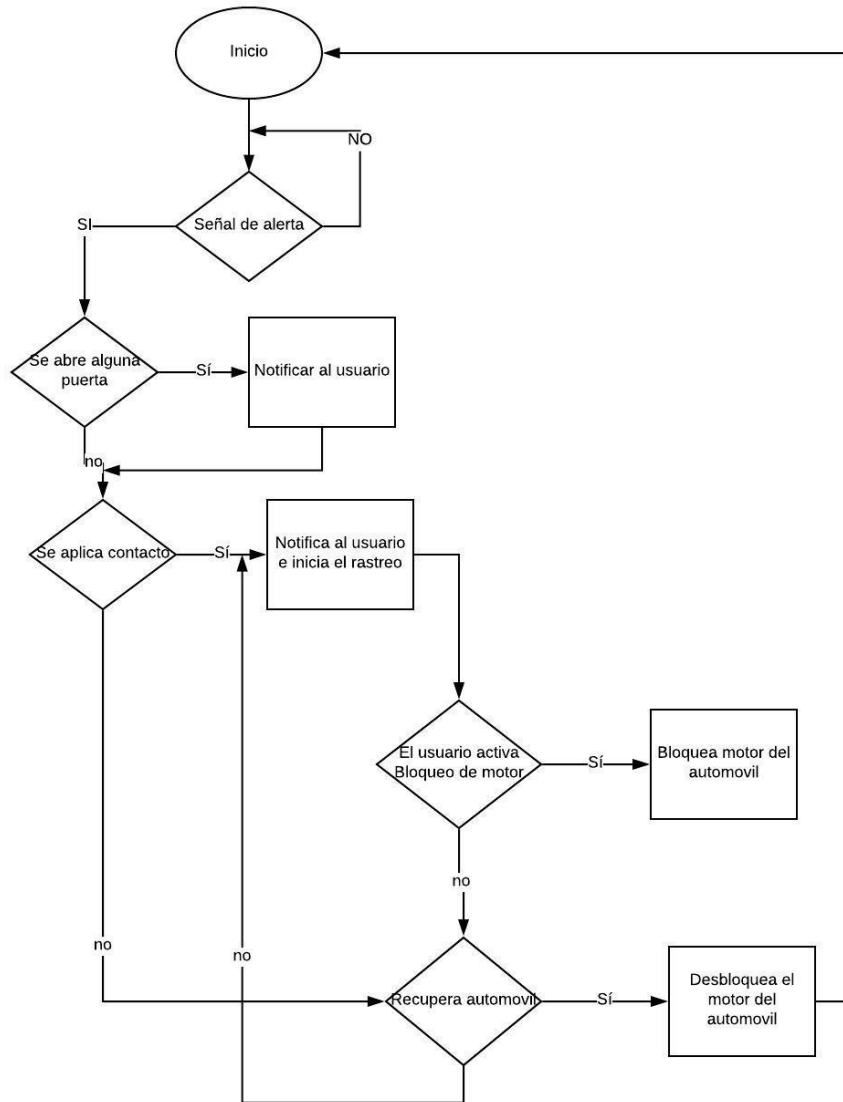 Inicio
NO
Señal de alerta
SI
Se abre alguna
puerta
Sí
Notificar al usuario
no
Se aplica contacto
Sí
Notifica al usuario
e inicia el rastreo
El usuario activa
Bloqueo de motor
Sí
Bloquea motor del
automovil
no
no
no
Recupera automovil
Sí
Desbloquea el
motor del
automovil